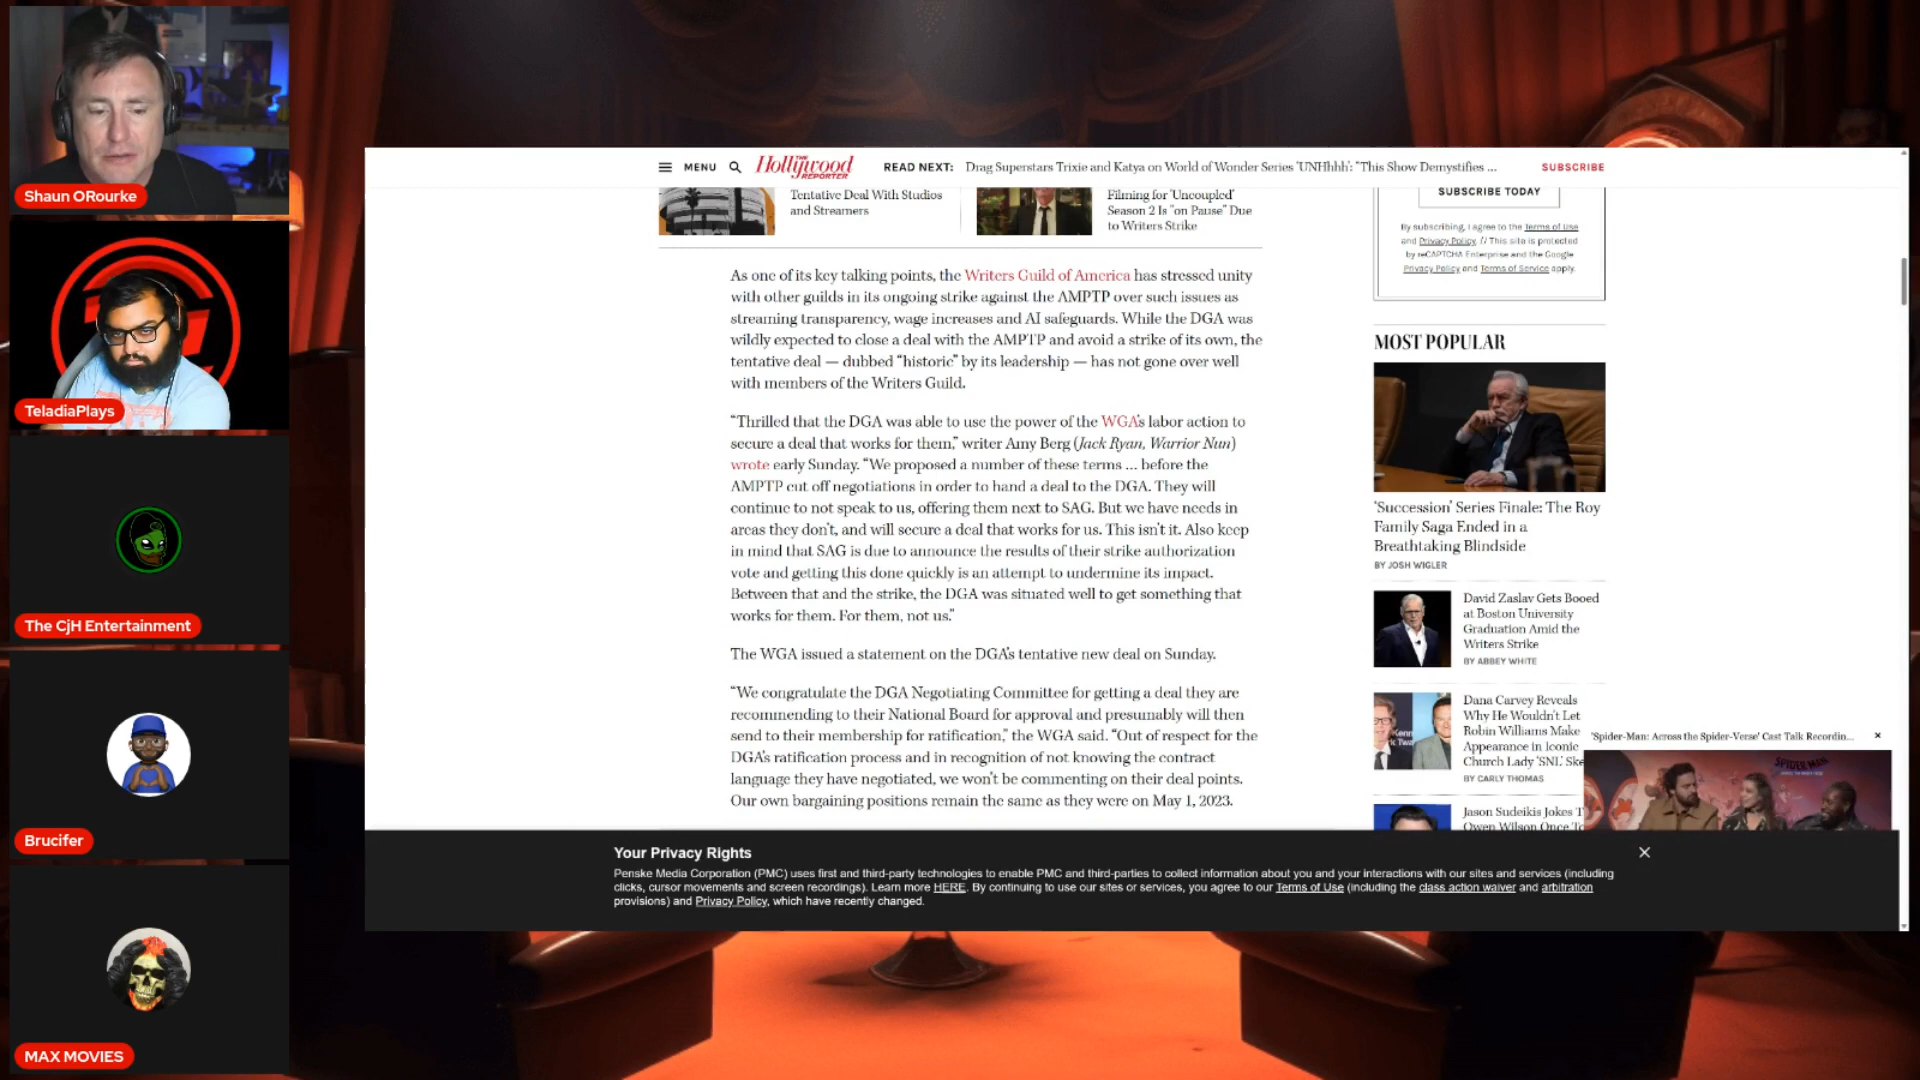 Shaun ORourke
TeladiaPlays
The CjH Entertainment
Brucifer
MAX MOVIES
MENU
THE
Hollywood
REPORTER
READ NEXT: Drag Superstars Trixie and Katya on World of Wonder Series 'UNHhhh': "This Show Demystifies ...
SUBSCRIBE
Tentative Deal With Studios
and Streamers
Filming for 'Uncoupled'
Season 2 Is "on Pause" Due
to Writers Strike
As one of its key talking points, the Writers Guild of America has stressed unity
with other guilds in its ongoing strike against the AMPTP over such issues as
streaming transparency, wage increases and AI safeguards. While the DGA was
wildly expected to close a deal with the AMPTP and avoid a strike of its own, the
tentative deal — dubbed “historic” by its leadership — has not gone over well
with members of the Writers Guild.
“Thrilled that the DGA was able to use the power of the WGA’s labor action to
secure a deal that works for them,” writer Amy Berg (Jack Ryan, Warrior Nun)
wrote early Sunday. “We proposed a number of these terms ... before the
AMPTP cut off negotiations in order to hand a deal to the DGA. They will
continue to not speak to us, offering them next to SAG. But we have needs in
areas they don’t, and will secure a deal that works for us. This isn’t it. Also keep
in mind that SAG is due to announce the results of their strike authorization
vote and getting this done quickly is an attempt to undermine its impact.
Between that and the strike, the DGA was situated well to get something that
works for them. For them, not us.”
The WGA issued a statement on the DGA’s tentative new deal on Sunday.
“We congratulate the DGA Negotiating Committee for getting a deal they are
recommending to their National Board for approval and presumably will then
send to their membership for ratification,” the WGA said. “Out of respect for the
DGA’s ratification process and in recognition of not knowing the contract
language they have negotiated, we won’t be commenting on their deal points.
Our own bargaining positions remain the same as they were on May 1, 2023.
SUBSCRIBE TODAY
By subscribing, I agree to the Terms of Use
and Privacy Policy. // This site is protected
by reCAPTCHA Enterprise and the Google
Privacy Policy and Terms of Service apply.
MOST POPULAR
‘Succession’ Series Finale: The Roy
Family Saga Ended in a
Breathtaking Blindside
BY JOSH WIGLER
David Zaslav Gets Booed
at Boston University
Graduation Amid the
Writers Strike
BY ABBEY WHITE
Dana Carvey Reveals
Why He Wouldn't Let
Robin Williams Make
Appearance in Iconic
Church Lady ‘SNL’ Ske
BY CARLY THOMAS
Jason Sudeikis Jokes T
Owen Wilson Once To
'Spider-Man: Across the Spider-Verse' Cast Talk Recordin...
SPIDER-MAN
Your Privacy Rights
Penske Media Corporation (PMC) uses first and third-party technologies to enable PMC and third-parties to collect information about you and your interactions with our sites and services (including
clicks, cursor movements and screen recordings). Learn more HERE. By continuing to use our sites or services, you agree to our Terms of Use (including the class action waiver and arbitration
provisions) and Privacy Policy, which have recently changed.